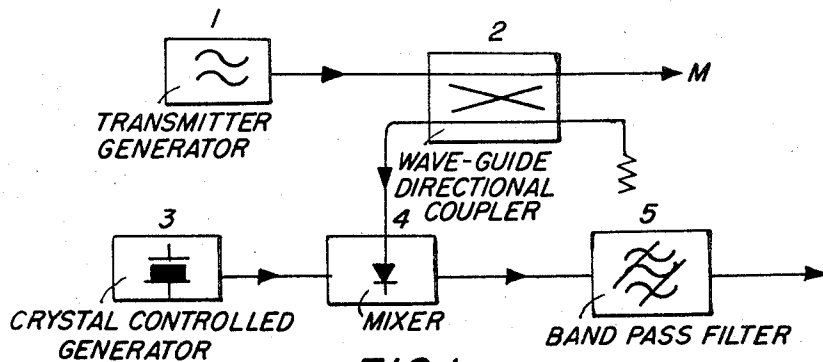 1
2
M
TRANSMITTER
GENERATOR
WAVE-GUIDE
DIRECTIONAL
COUPLER
3
4
5
CRYSTAL CONTROLLED
GENERATOR
MIXER
BAND PASS FILTER